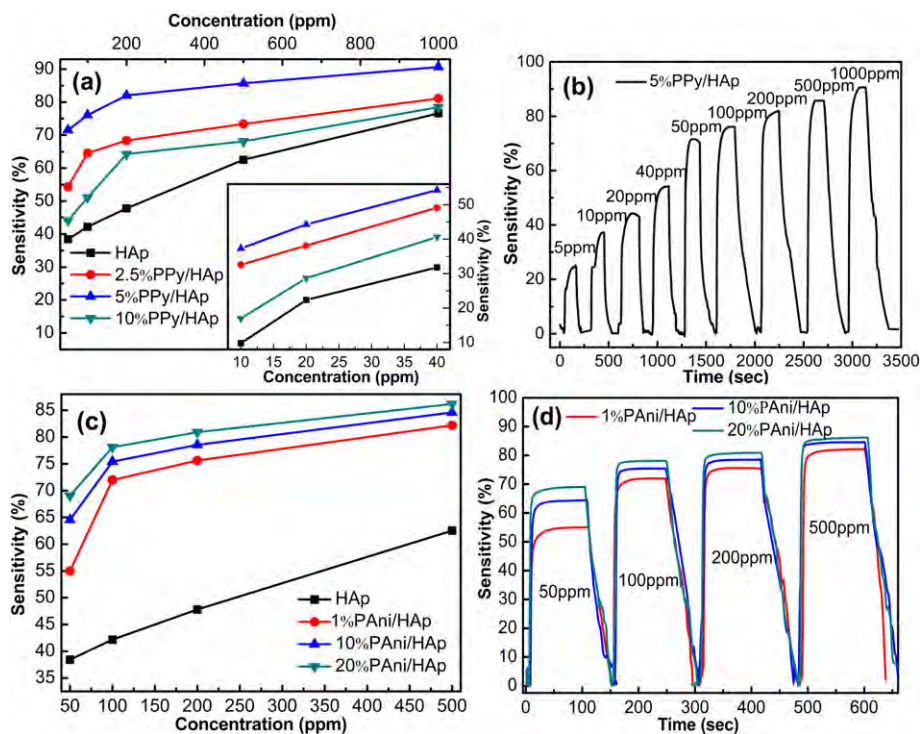 Concentration (ppm)
0 200 400 600 800 1000
(a)
Sensitivity (%)
90
80
70
60
50
40
30
20
10
HAp
2.5%PPy/HAp
5%PPy/HAp
10%PPy/HAp
50
40
30
20
10
Sensitivity (%)
10 15 20 25 30 35 40
Concentration (ppm)
(b)
5%PPy/HAp
Sensitivity (%)
100
80
60
40
20
0
5ppm
10ppm
20ppm
40ppm
50ppm
100ppm
200ppm
500ppm
1000ppm
0 500 1000 1500 2000 2500 3000 3500
Time (sec)
(c)
Sensitivity (%)
85
80
75
70
65
60
55
50
45
40
35
HAp
1%PAni/HAp
10%PAni/HAp
20%PAni/HAp
50 100 150 200 250 300 350 400 450 500
Concentration (ppm)
(d)
1%PAni/HAp 10%PAni/HAp
20%PAni/HAp
Sensitivity (%)
100
90
80
70
60
50
40
30
20
10
0
50ppm
100ppm
200ppm
500ppm
0 100 200 300 400 500 600
Time (sec)